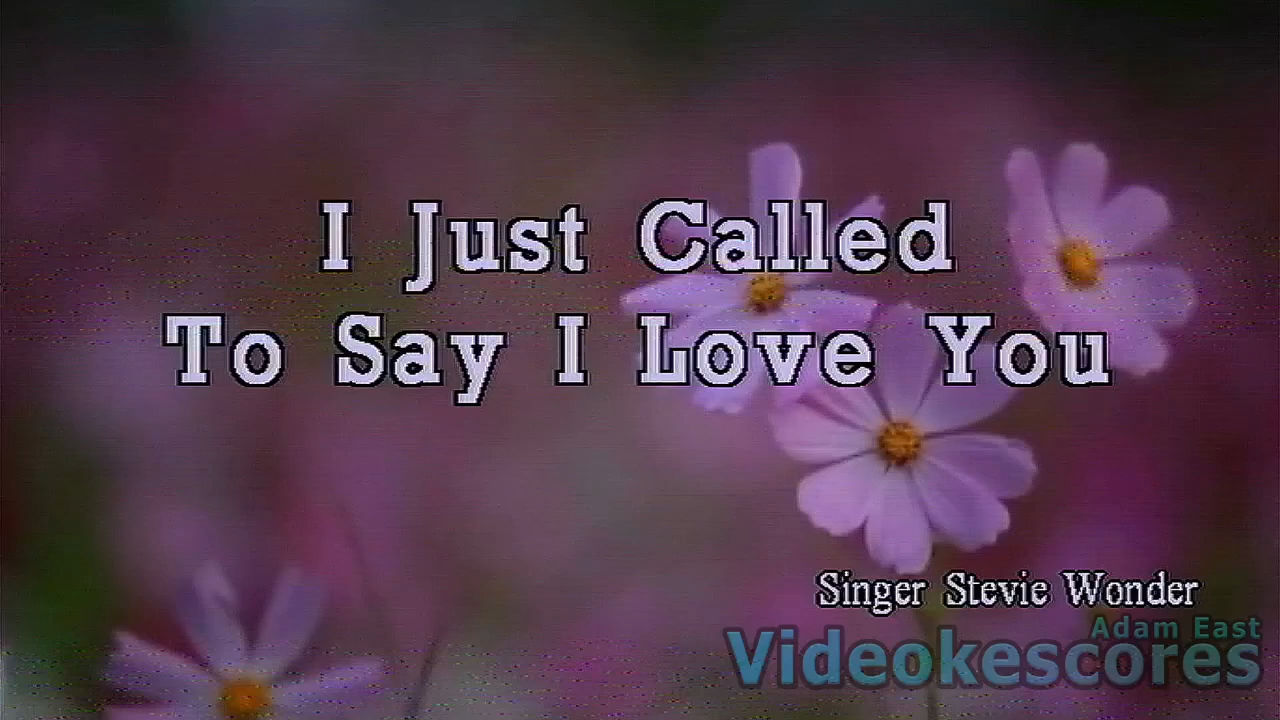 I Just Called
To Say I Love You
Singer Stevie Wonder
Adam East
Videokescores